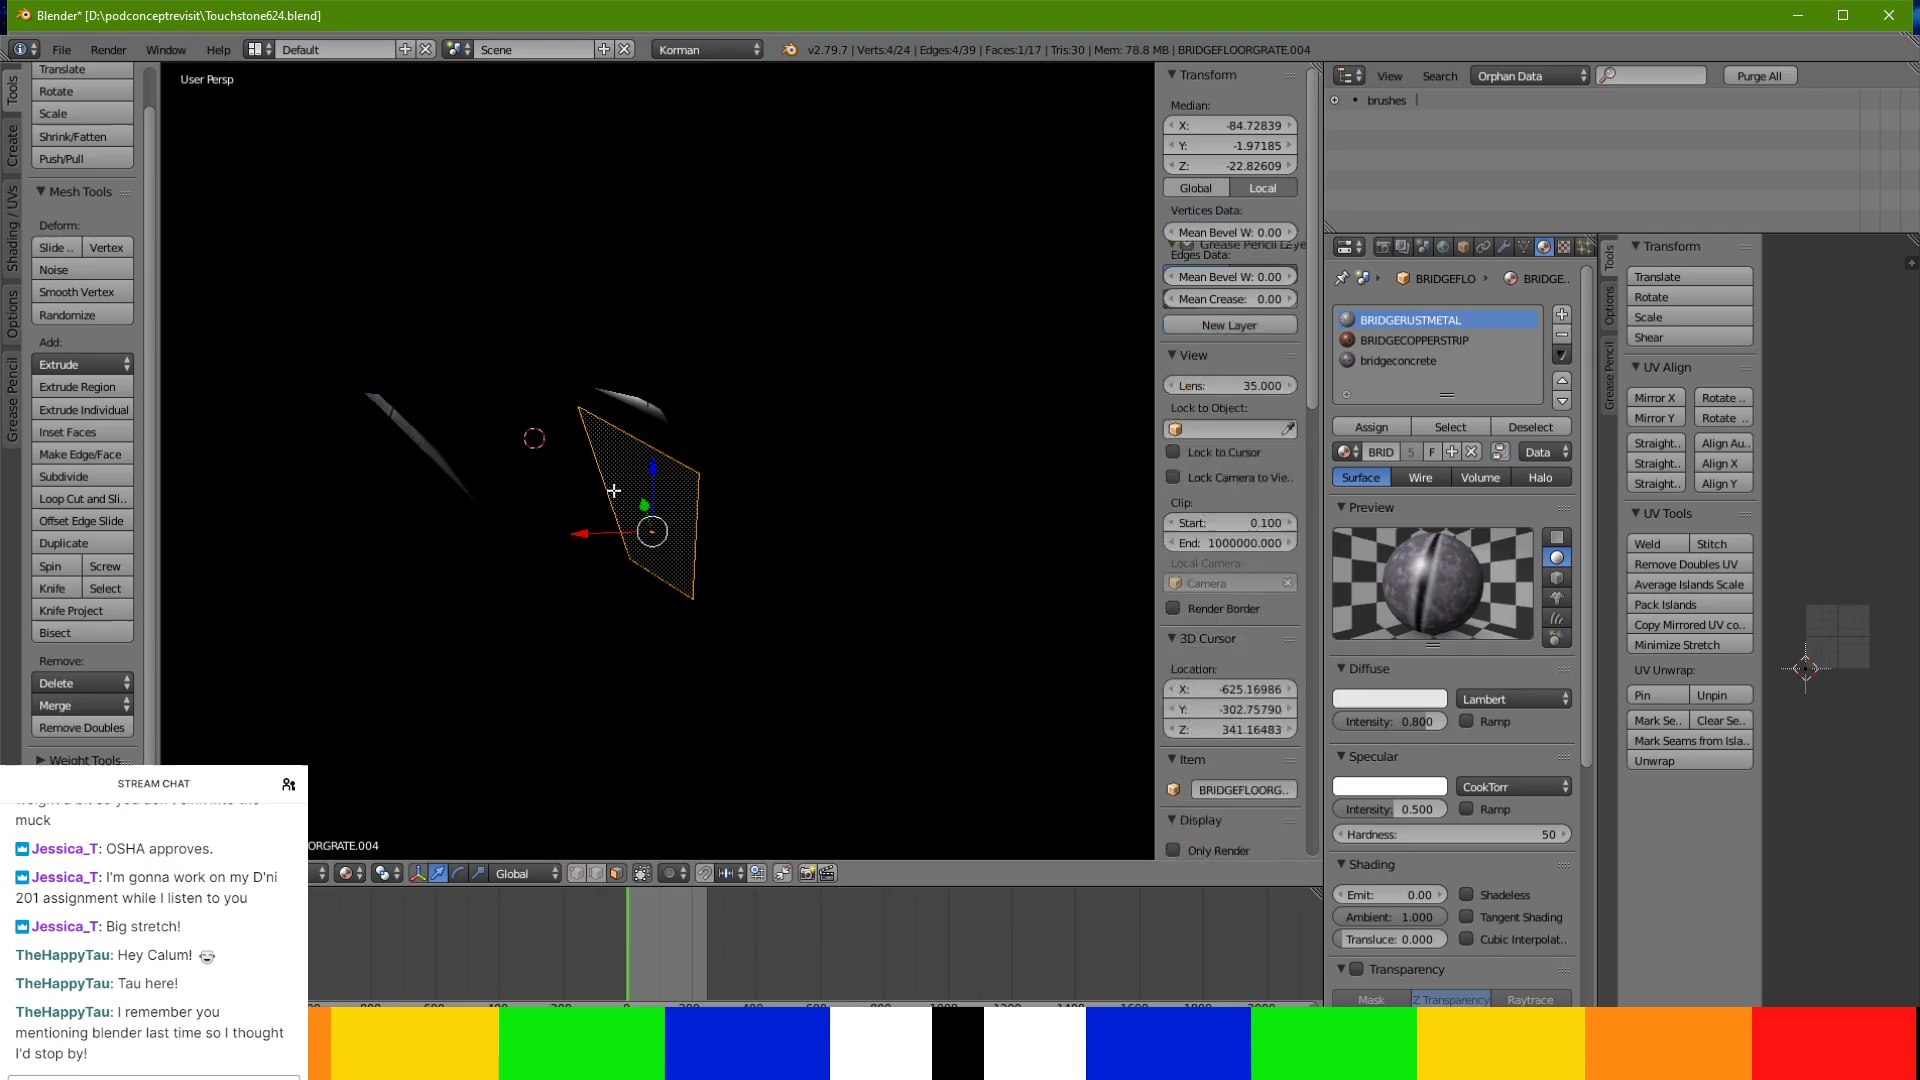 Blender* [D:\podconceptrevisit\Touchstone624.blend]
File Render Window Help Default Scene Korman v2.79.7 | Verts:4/24 | Edges:4/39 | Faces:1/17 | Tris:30 | Mem: 78.8 MB | BRIDGEFLOORGRATE.004
Tools
Create
Shading / UVs
Options
Grease Pencil
Translate
Rotate
Scale
Shrink/Fatten
Push/Pull
Mesh Tools
Deform:
Slide .. Vertex
Noise
Smooth Vertex
Randomize
Add:
Extrude
Extrude Region
Extrude Individual
Inset Faces
Make Edge/Face
Subdivide
Loop Cut and Sli..
Offset Edge Slide
Duplicate
Spin Screw
Knife Select
Knife Project
Bisect
Remove:
Delete
Merge
Remove Doubles
Weight Tools
User Persp
ORGRATE.004
Global
Transform
Median:
X: -84.72839
Y: -1.97185
Z: -22.82609
Global Local
Vertices Data:
Mean Bevel W: 0.00
Grease Pencil Laye
Edges Data:
Mean Bevel W: 0.00
Mean Crease: 0.00
New Layer
View
Lens: 35.000
Lock to Object:
Lock to Cursor
Lock Camera to Vie..
Clip:
Start: 0.100
End: 1000000.000
Local Camera:
Camera
Render Border
3D Cursor
Location:
X: -625.16986
Y: -302.75790
Z: 341.16483
Item
BRIDGEFLOORG..
Display
Only Render
View Search Orphan Data Purge All
brushes
BRIDGEFLO BRIDGE..
BRIDGERUSTMETAL
BRIDGECOPPERSTRIP
bridgeconcrete
Assign Select Deselect
BRID 5 F Data
Surface Wire Volume Halo
Preview
Diffuse
Lambert
Intensity: 0.800 Ramp
Specular
CookTorr
Intensity: 0.500 Ramp
Hardness: 50
Shading
Emit: 0.00 Shadeless
Ambient: 1.000 Tangent Shading
Transluce: 0.000 Cubic Interpolat..
Transparency
Mask Z Transparency Raytrace
Tools
Options
Grease Pencil
Transform
Translate
Rotate
Scale
Shear
UV Align
Mirror X Rotate ..
Mirror Y Rotate ..
Straight.. Align Au..
Straight.. Align X
Straight.. Align Y
UV Tools
Weld Stitch
Remove Doubles UV
Average Islands Scale
Pack Islands
Copy Mirrored UV co..
Minimize Stretch
UV Unwrap:
Pin Unpin
Mark Se.. Clear Se..
Mark Seams from Isla..
Unwrap
STREAM CHAT
muck
Jessica_T: OSHA approves.
Jessica_T: I'm gonna work on my D'ni
201 assignment while I listen to you
Jessica_T: Big stretch!
TheHappyTau: Hey Calum!
TheHappyTau: Tau here!
TheHappyTau: I remember you
mentioning blender last time so I thought
I'd stop by!